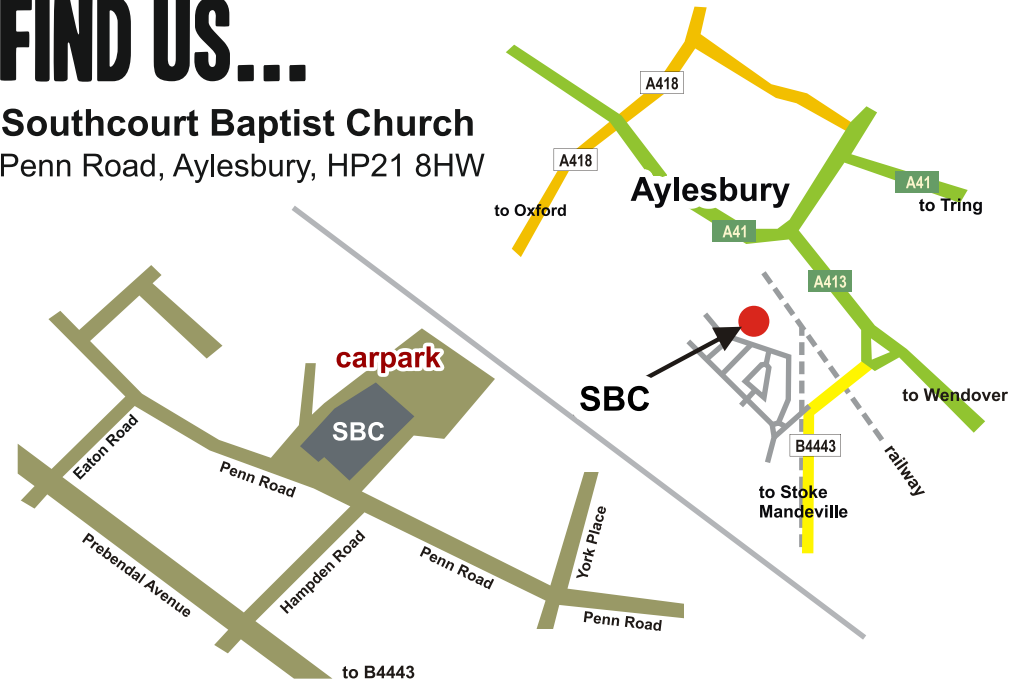 FIND US...
Southcourt Baptist Church
Penn Road, Aylesbury, HP21 8HW
A418
A418
to Oxford
Aylesbury
A41
A41
to Tring
A413
SBC
to Wendover
B4443
railway
to Stoke
Mandeville
carpark
SBC
Eaton Road
Penn Road
Prebendal Avenue
Hampden Road
Penn Road
York Place
Penn Road
to B4443